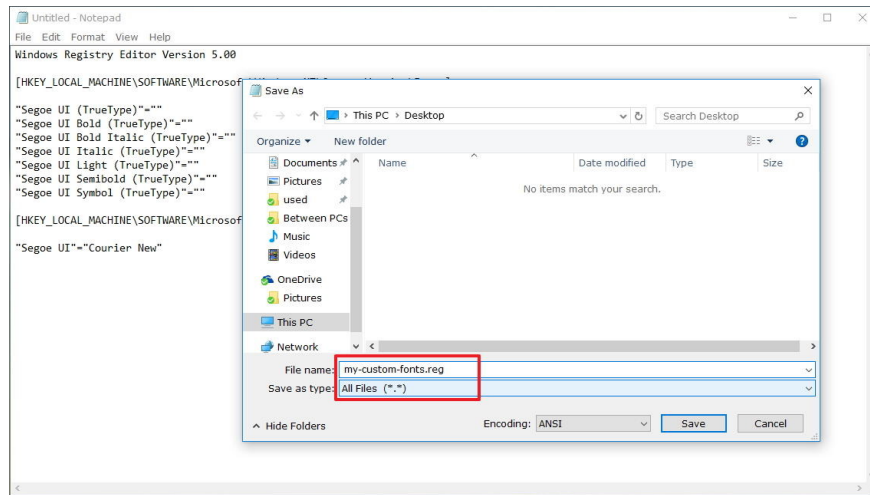 Untitled - Notepad
File Edit Format View Help
Windows Registry Editor Version 5.00
[HKEY_LOCAL_MACHINE\SOFTWARE\Microsof
"Segoe UI (TrueType)"=""
"Segoe UI Bold (TrueType)"=""
"Segoe UI Bold Italic (TrueType)"=""
"Segoe UI Italic (TrueType)"=""
"Segoe UI Light (TrueType)"=""
"Segoe UI Semibold (TrueType)"=""
"Segoe UI Symbol (TrueType)"=""
[HKEY_LOCAL_MACHINE\SOFTWARE\Microsof
"Segoe UI"="Courier New"
Save As
This PC > Desktop
Search Desktop
Organize New folder
Name Date modified Type Size
No items match your search.
Documents
Pictures
used
Between PCs
Music
Videos
OneDrive
Pictures
This PC
Network
File name: my-custom-fonts.reg
Save as type: All Files (*.*)
Hide Folders Encoding: ANSI Save Cancel